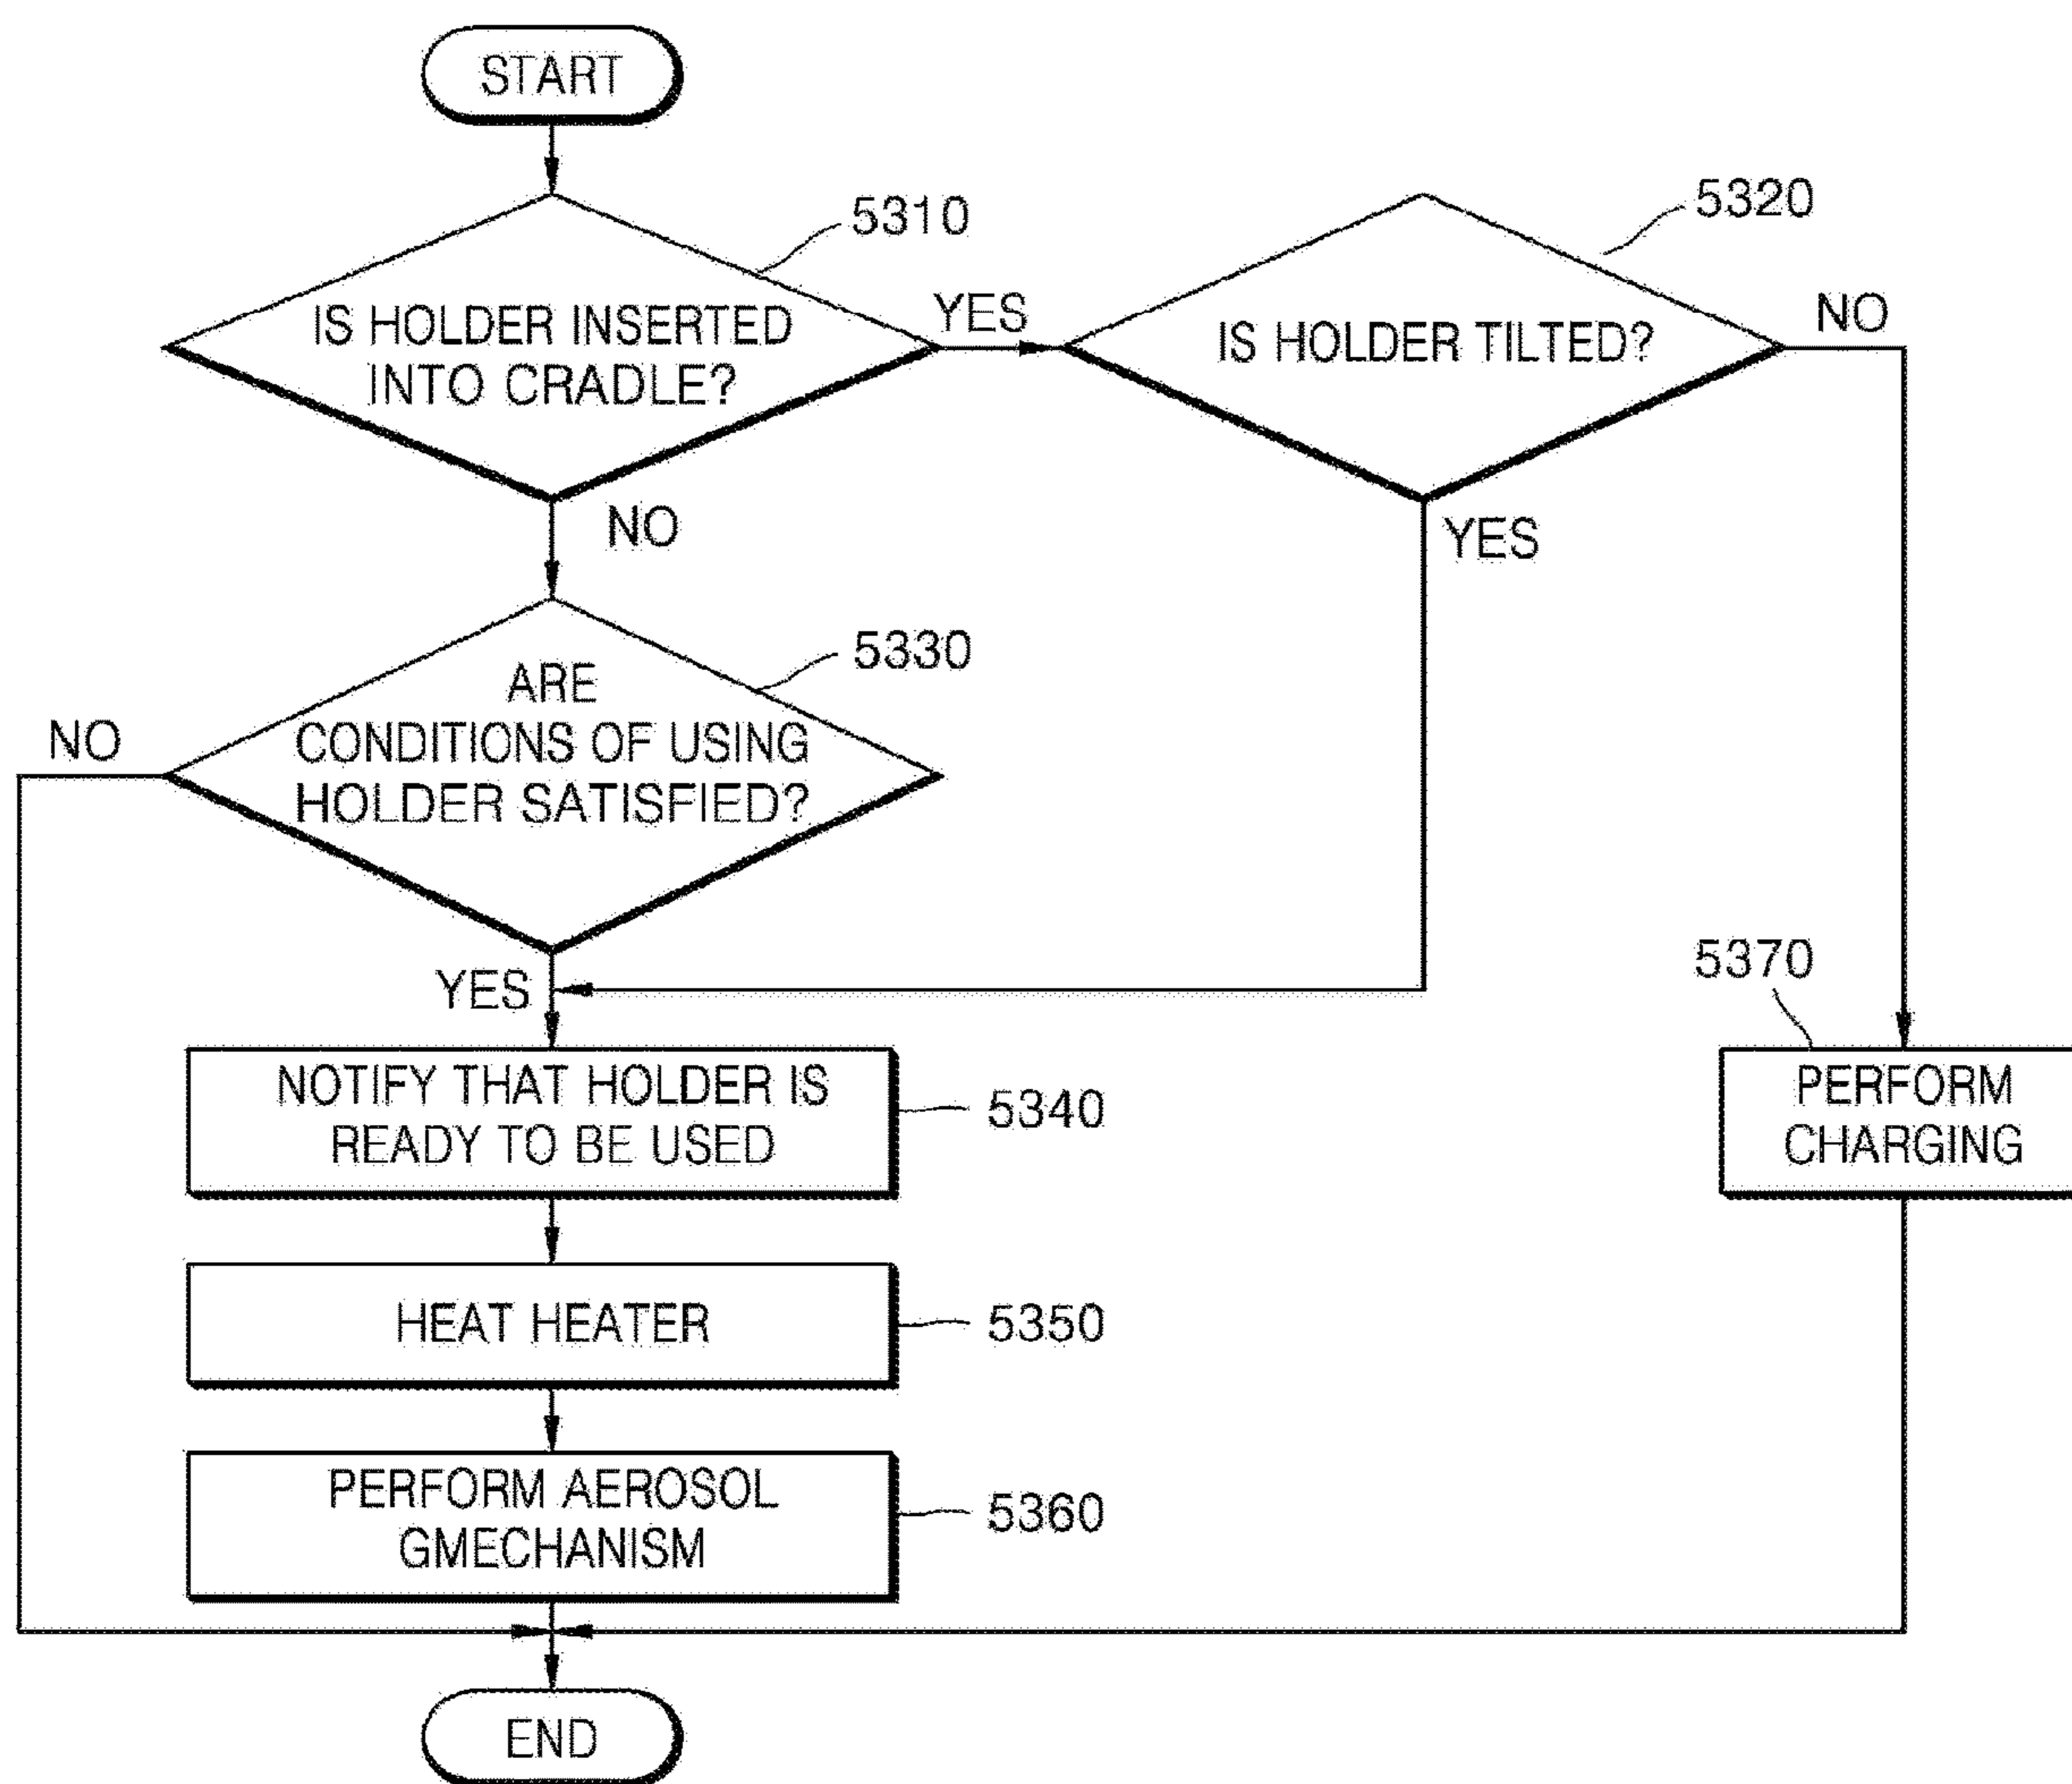 START
5310
5320
IS HOLDER INSERTED
INTO CRADLE?
YES
IS HOLDER TILTED?
NO
NO
YES
5330
ARE
CONDITIONS OF USING
HOLDER SATISFIED?
NO
YES
5370
NOTIFY THAT HOLDER IS
READY TO BE USED
5340
PERFORM
CHARGING
HEAT HEATER
5350
PERFORM AEROSOL
GMECHANISM
5360
END